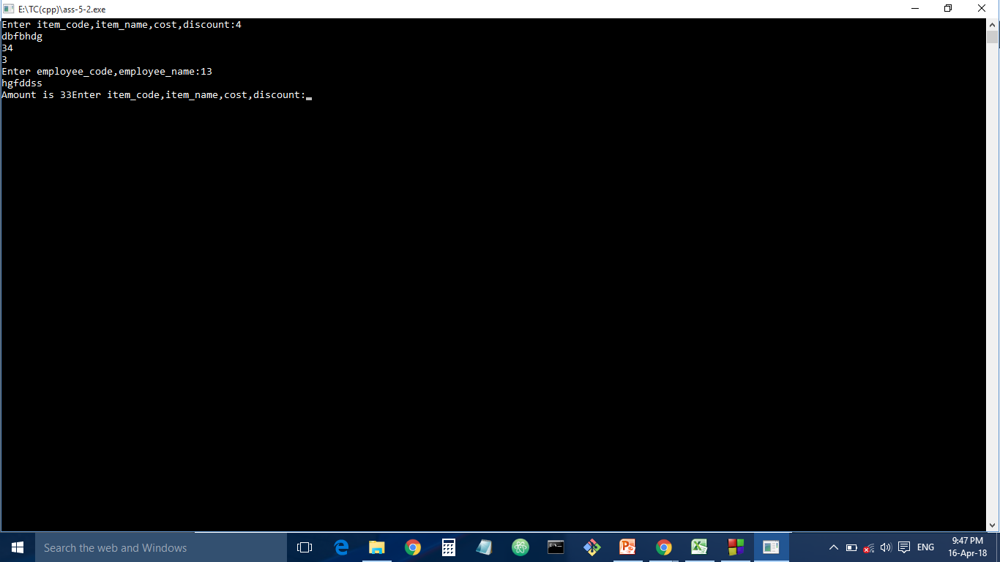 E:\TC(cpp)\ass-5-2.exe
Enter item_code,item_name,cost,discount:4
dbfbhdg
34
3
Enter employee_code,employee_name:13
hgfddss
Amount is 33Enter item_code,item_name,cost,discount:_
Search the web and Windows
ENG
9:47 PM
16-Apr-18